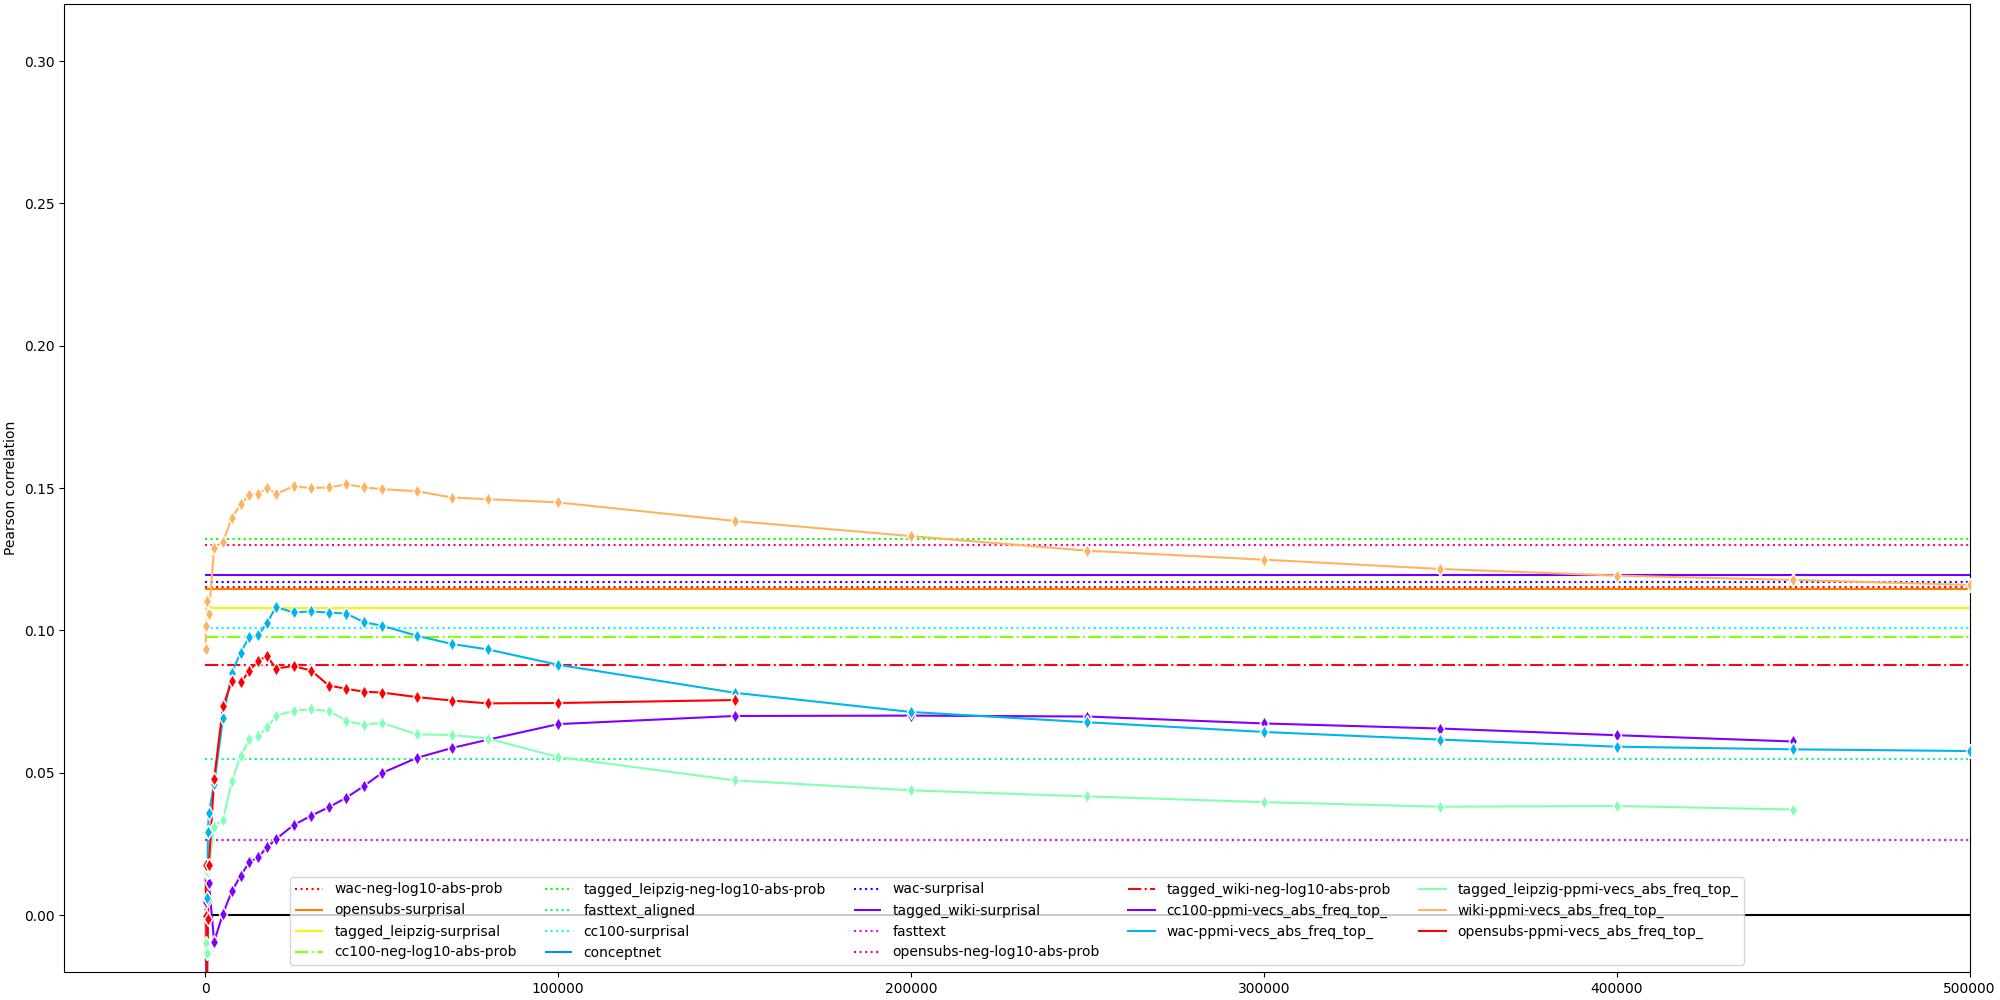 0.30
0.25
0.20
0.15
0.10
0.05
0.00
Pearson correlation
wac-neg-log10-abs-prob
opensubs-surprisal
tagged_leipzig-surprisal
cc100-neg-log10-abs-prob
tagged_leipzig-neg-log10-abs-prob
fasttext_aligned
cc100-surprisal
conceptnet
wac-surprisal
tagged_wiki-surprisal
fasttext
opensubs-neg-log10-abs-prob
tagged_wiki-neg-log10-abs-prob
cc100-ppmi-vecs_abs_freq_top_
wac-ppmi-vecs_abs_freq_top_
tagged_leipzig-ppmi-vecs_abs_freq_top_
wiki-ppmi-vecs_abs_freq_top_
opensubs-ppmi-vecs_abs_freq_top_
0 100000 200000 300000 400000 500000